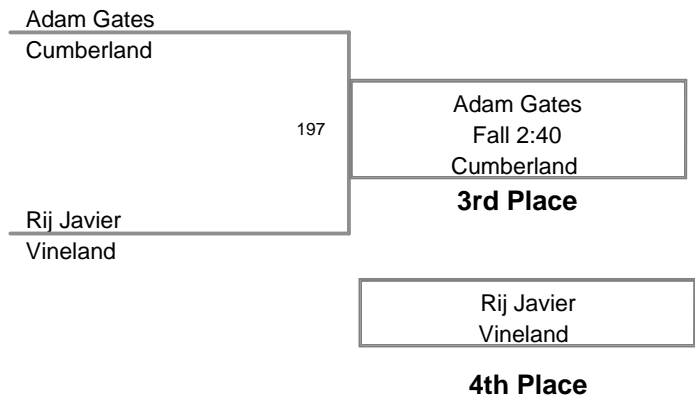 Adam Gates
Cumberland
197
Adam Gates
Fall 2:40
Cumberland
3rd Place
Rij Javier
Vineland
Rij Javier
Vineland
4th Place